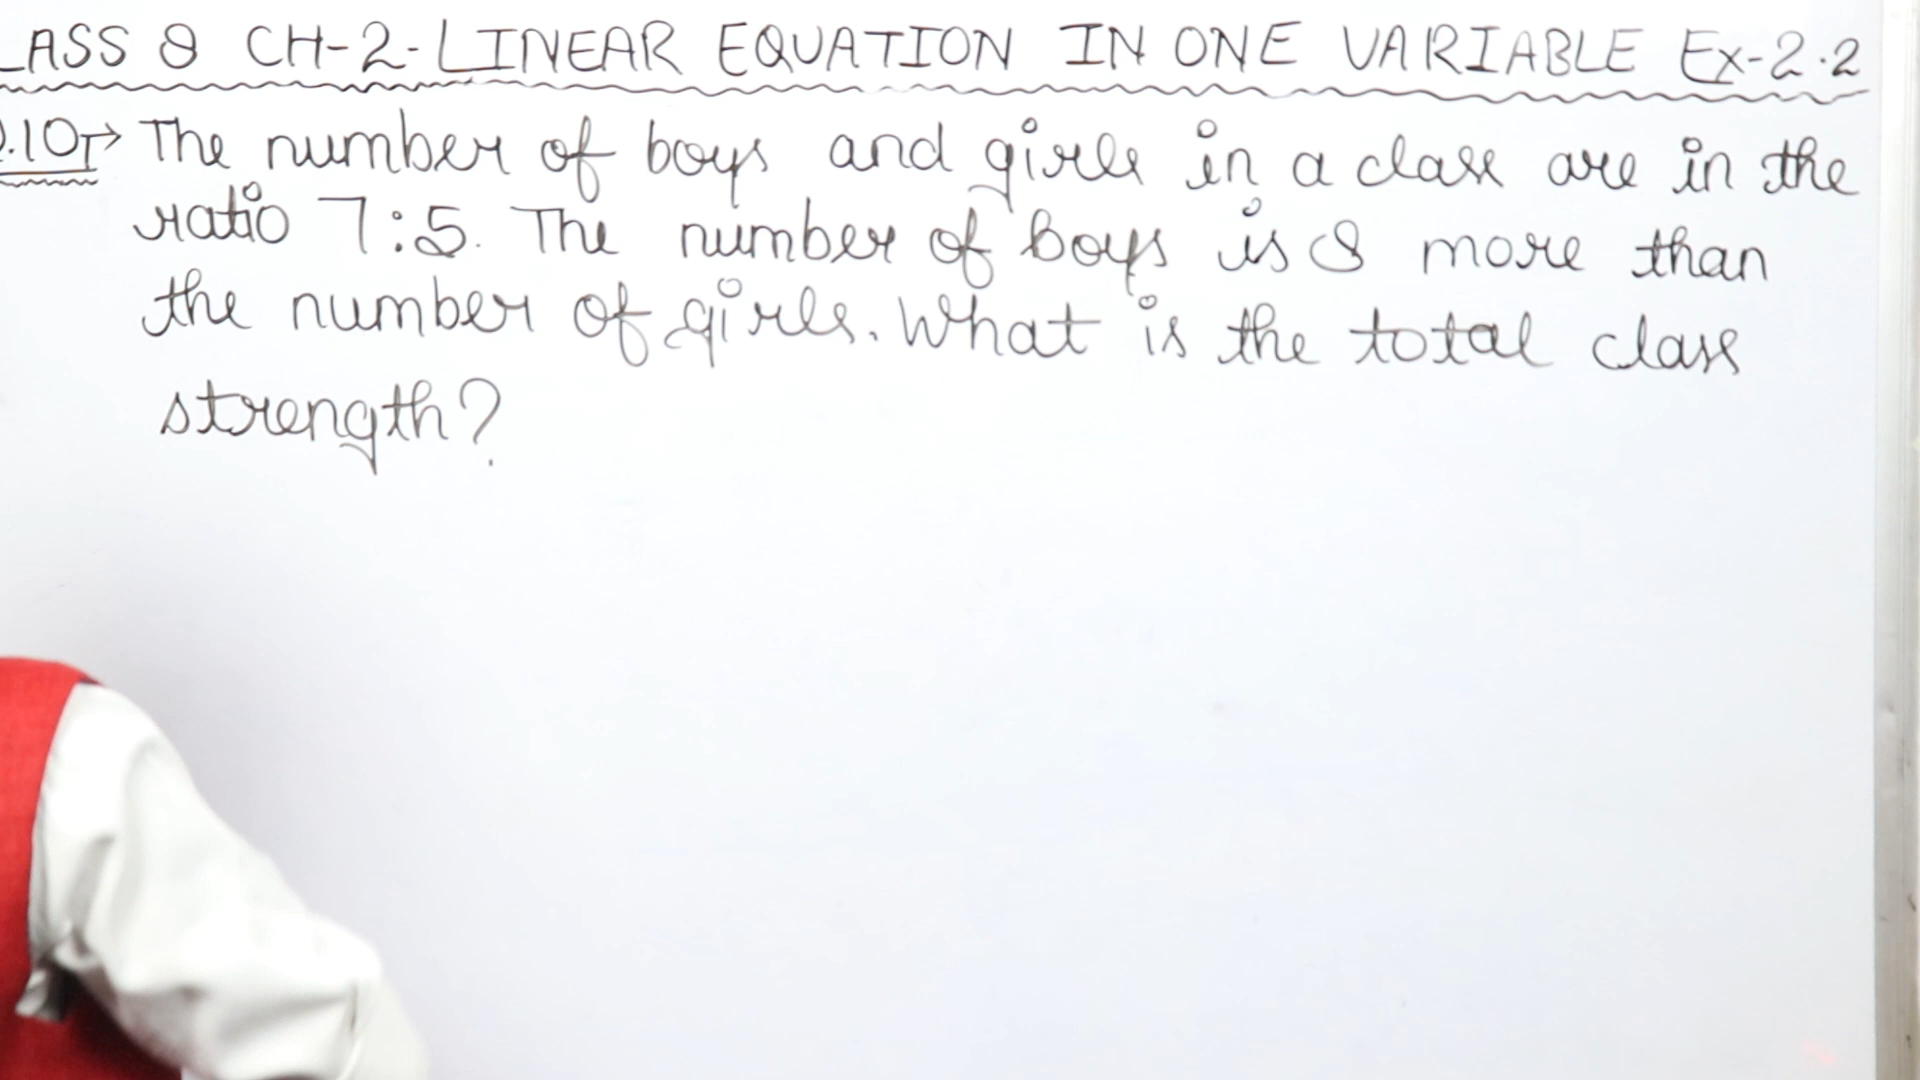 LASS 8 CH-2-LINEAR EQUATION IN ONE VARIABLE Ex-2.2
Q.10→ The number of boys and girls in a class are in the
ratio 7:5. The number of boys is 8 more than
the number of girls. What is the total class
strength?